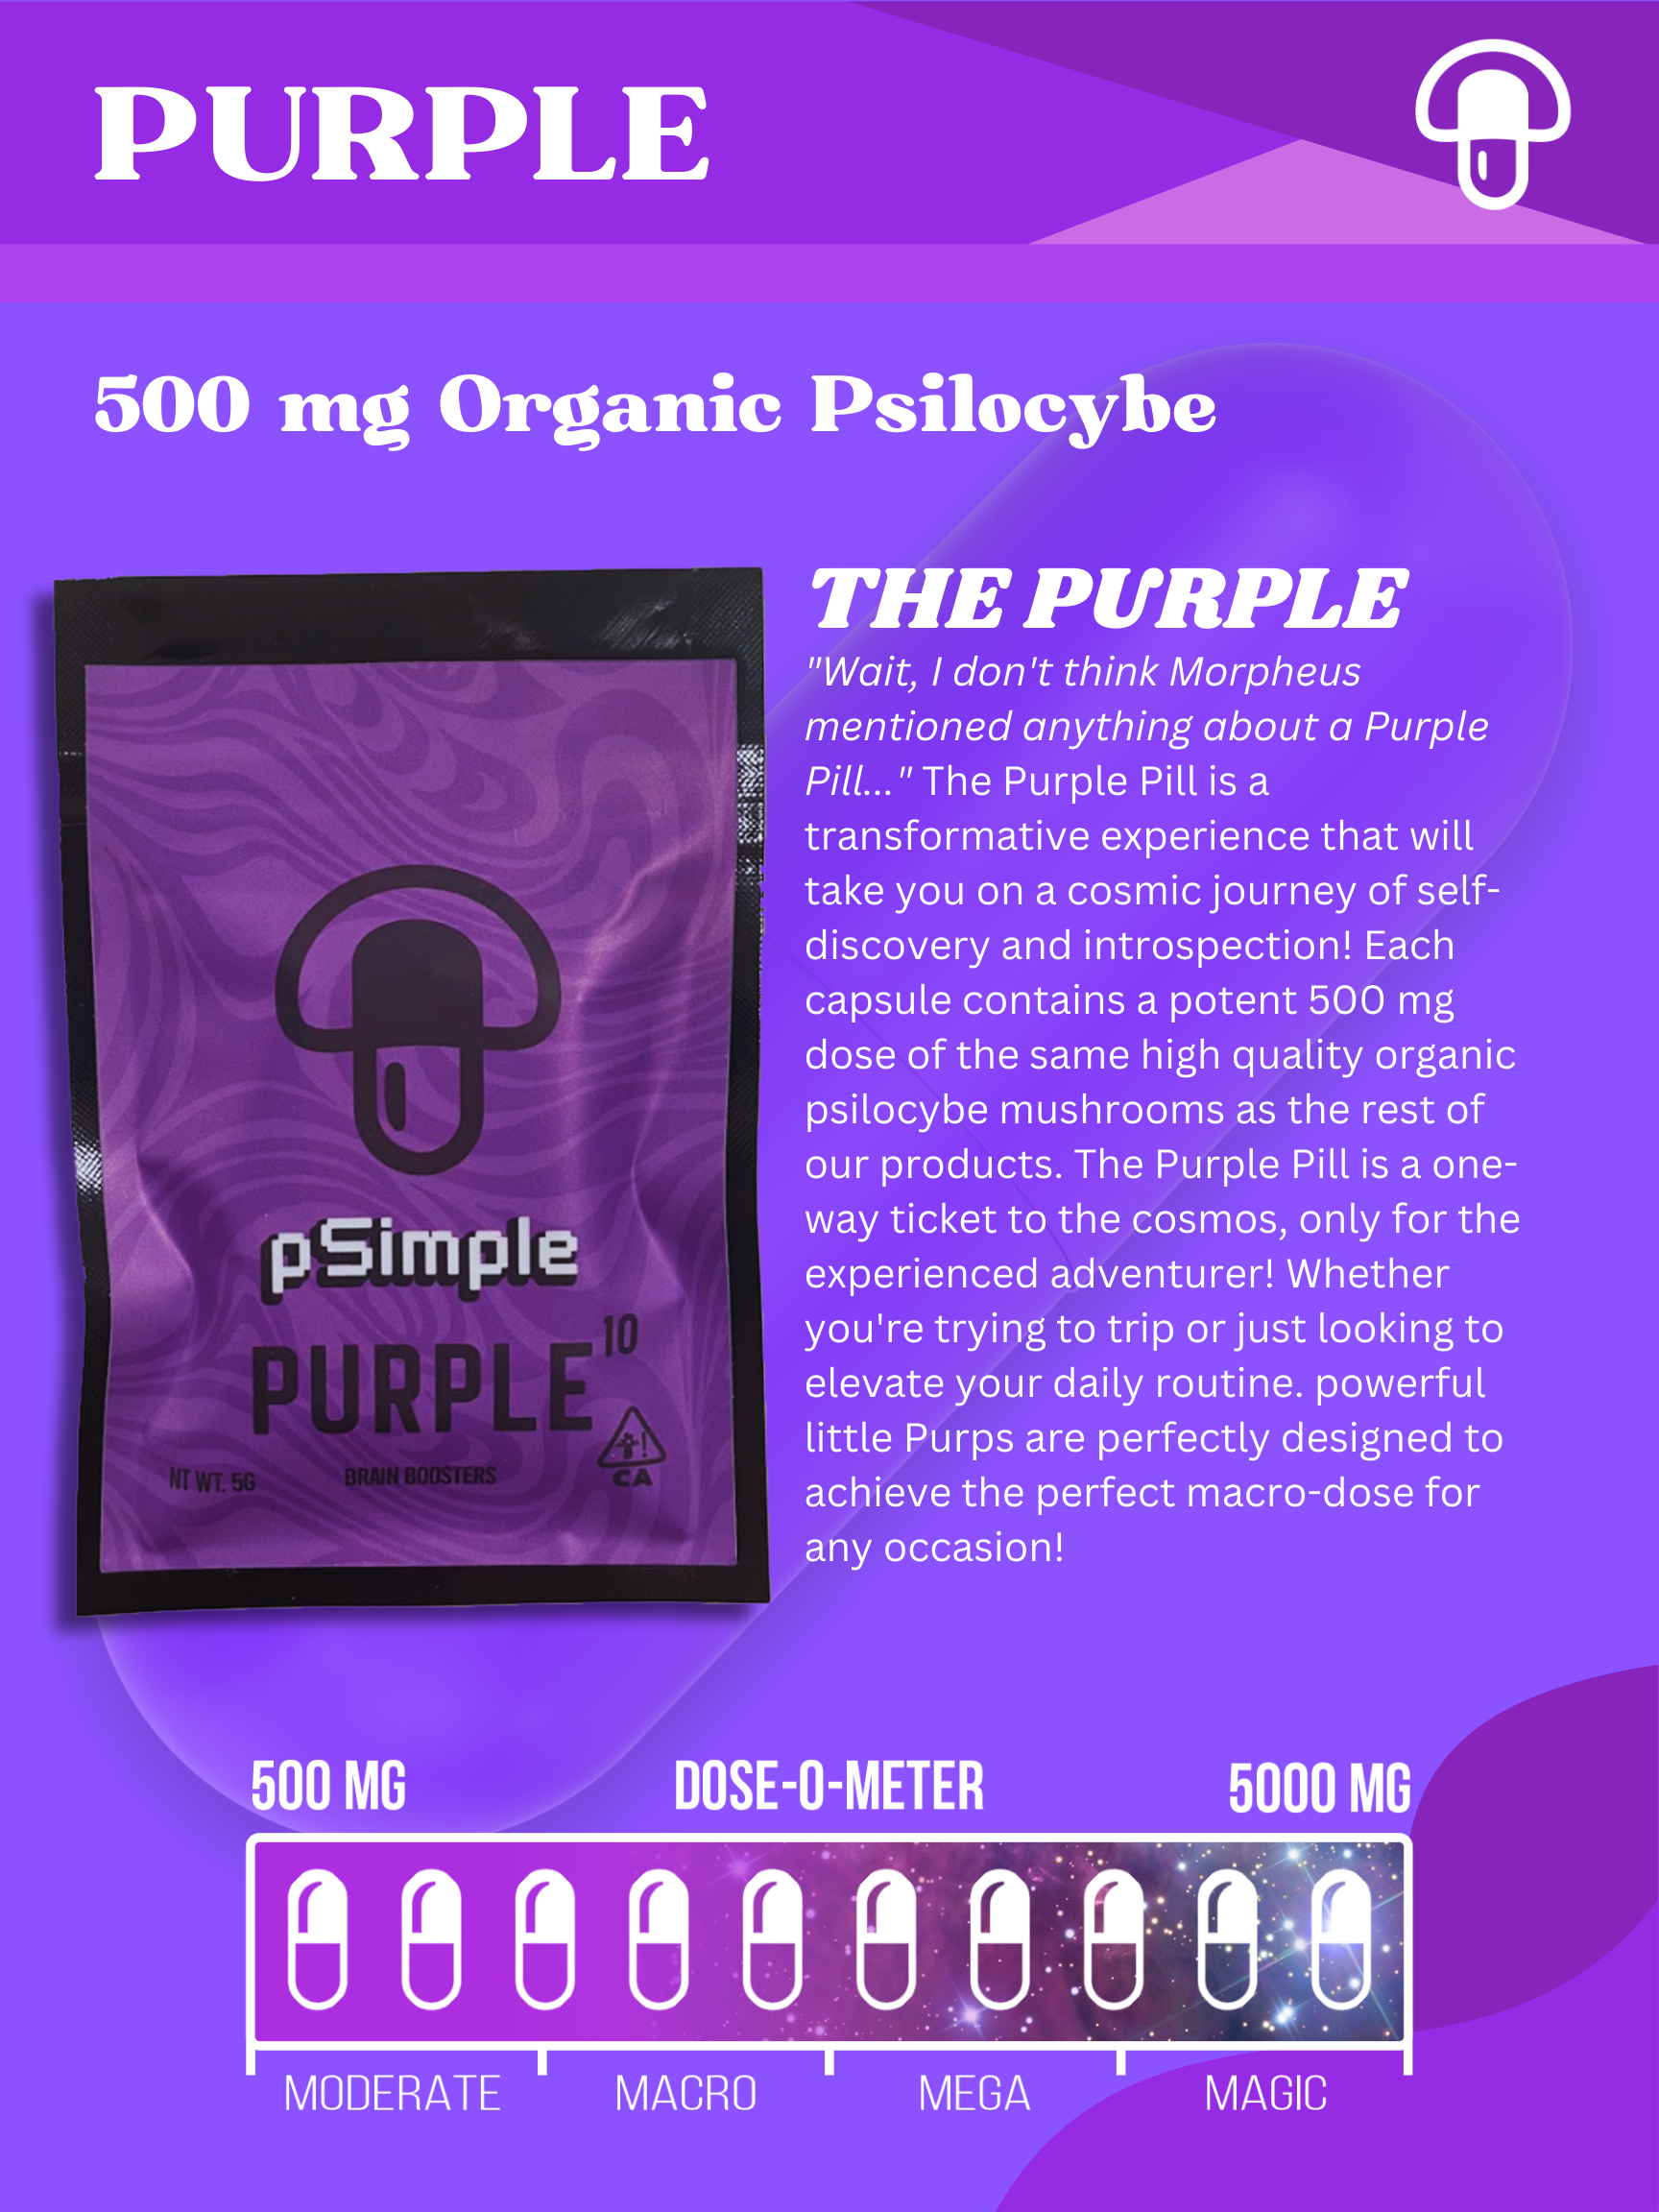 PURPLE
500 mg Organic Psilocybe
THE PURPLE
"Wait, I don't think Morpheus
mentioned anything about a Purple
Pill..." The Purple Pill is a
transformative experience that will
take you on a cosmic journey of self-
discovery and introspection! Each
capsule contains a potent 500 mg
dose of the same high quality organic
psilocybe mushrooms as the rest of
our products. The Purple Pill is a one-
way ticket to the cosmos, only for the
experienced adventurer! Whether
you're trying to trip or just looking to
elevate your daily routine. powerful
little Purps are perfectly designed to
achieve the perfect macro-dose for
any occasion!
pSimple
PURPLE 10
NT WT. 5G BRAIN BOOSTERS ! CA
500 MG DOSE-O-METER 5000 MG
MODERATE MACRO MEGA MAGIC